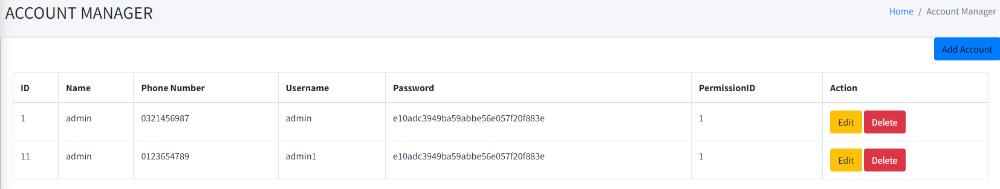 ACCOUNT MANAGER
Home / Account Manager
Add Account
ID Name Phone Number Username Password PermissionID Action
1 admin 0321456987 admin e10adc3949ba59abbe56e057f20f883e 1 Edit Delete
11 admin 0123654789 admin1 e10adc3949ba59abbe56e057f20f883e 1 Edit Delete